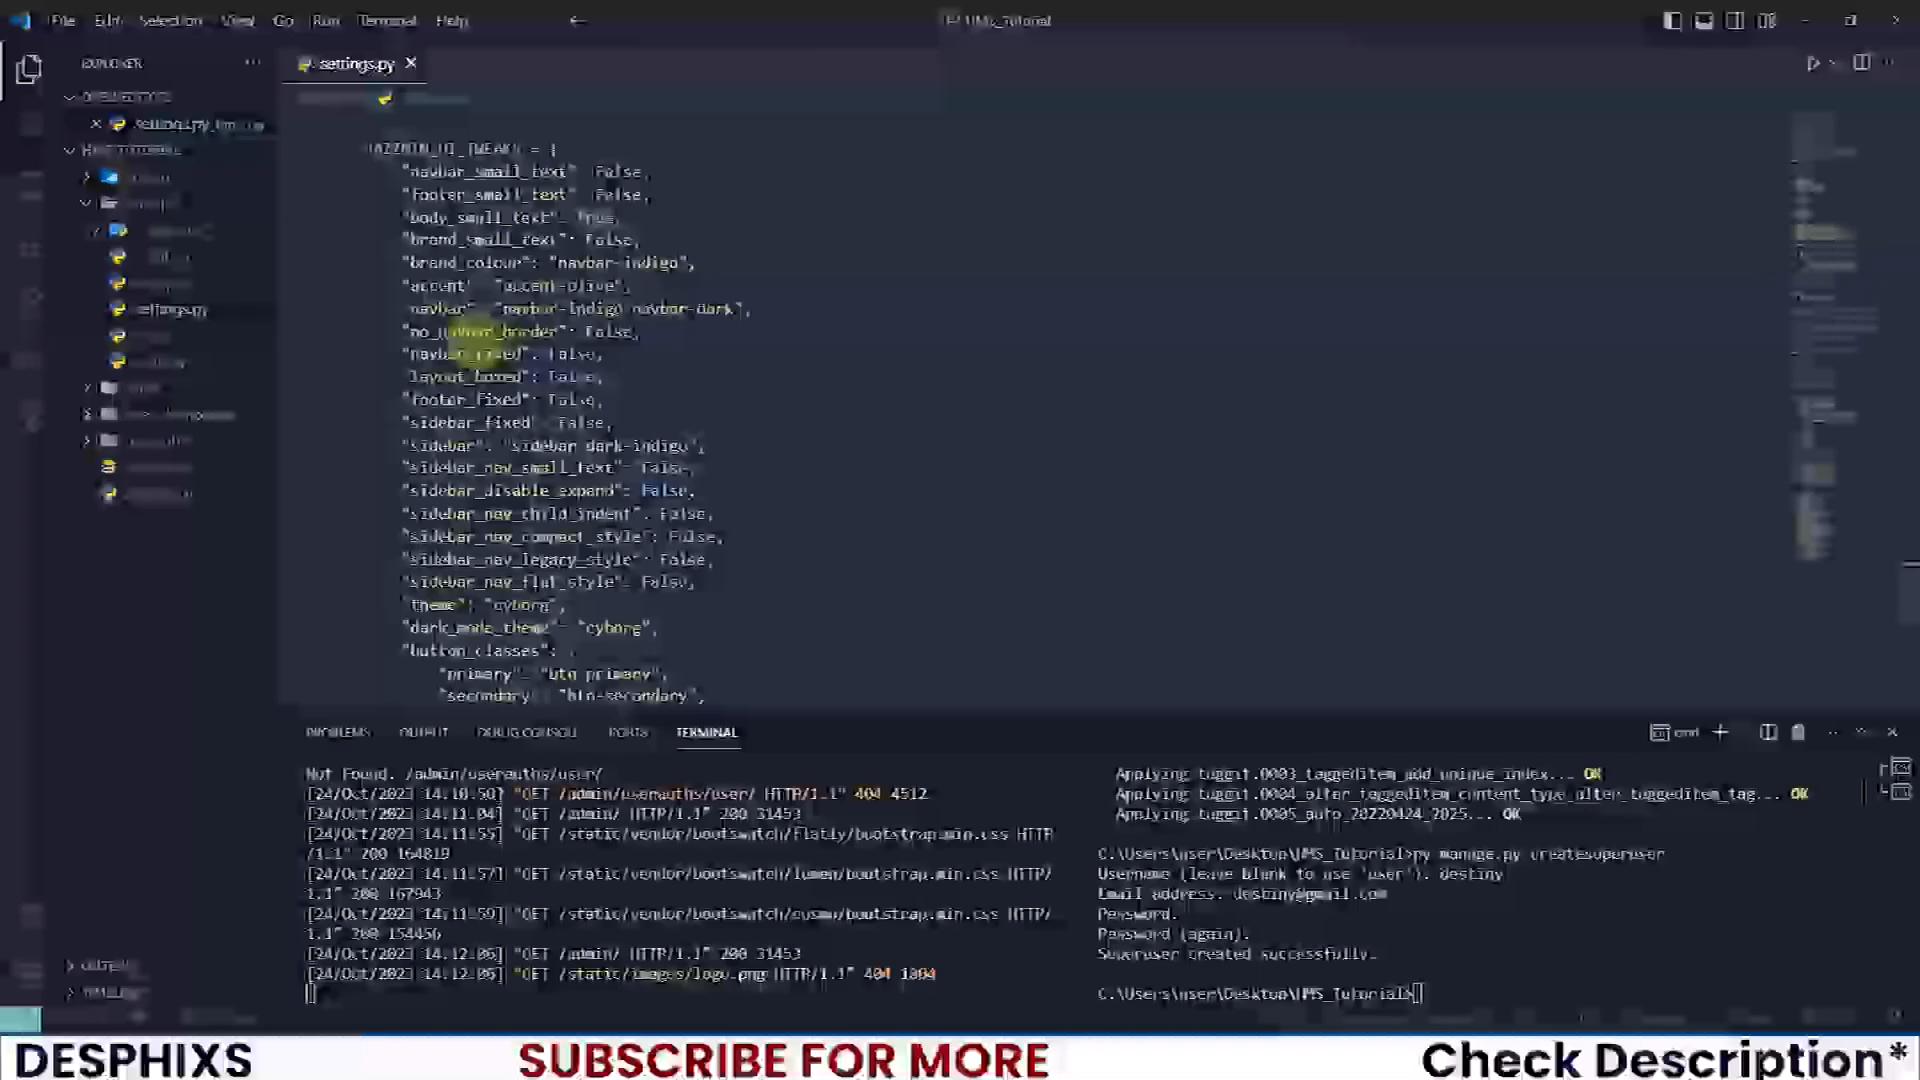 File Edit Selection View Go Run Terminal Help
EXPLORER
settings.py
settings.py
settings.py
JAZZMIN_UI_TWEAKS = {
"navbar_small_text": False,
"footer_small_text": False,
"body_small_text": True,
"brand_small_text": False,
"brand_colour": "navbar-indigo",
"accent": "accent-olive",
"navbar": "navbar-indigo navbar-dark",
"no_navbar_border": False,
"navbar_fixed": False,
"layout_boxed": False,
"footer_fixed": False,
"sidebar_fixed": False,
"sidebar": "sidebar-dark-indigo",
"sidebar_nav_small_text": False,
"sidebar_disable_expand": False,
"sidebar_nav_child_indent": False,
"sidebar_nav_compact_style": False,
"sidebar_nav_legacy_style": False,
"sidebar_nav_flat_style": False,
"theme": "cyborg",
"dark_mode_theme": "cyborg",
"button_classes": {
"primary": "btn-primary",
"secondary": "btn-secondary",
PROBLEMS OUTPUT DEBUG CONSOLE PORTS TERMINAL
cmd
Not Found: /admin/userauths/user/
[24/Oct/2023 14:10:50] "GET /admin/userauths/user/ HTTP/1.1" 404 4512
[24/Oct/2023 14:11:04] "GET /admin/ HTTP/1.1" 200 31453
[24/Oct/2023 14:11:55] "GET /static/vendor/bootswatch/flatly/bootstrap.min.css HTTP
/1.1" 200 164819
[24/Oct/2023 14:11:57] "GET /static/vendor/bootswatch/lumen/bootstrap.min.css HTTP/
1.1" 200 167943
[24/Oct/2023 14:11:59] "GET /static/vendor/bootswatch/cosmo/bootstrap.min.css HTTP/
1.1" 200 154456
[24/Oct/2023 14:12:06] "GET /admin/ HTTP/1.1" 200 31453
[24/Oct/2023 14:12:06] "GET /static/images/logo.png HTTP/1.1" 404 1804
Applying taggit.0003_taggeditem_add_unique_index... OK
Applying taggit.0004_alter_taggeditem_content_type_alter_taggeditem_tag... OK
Applying taggit.0005_auto_20220424_2025... OK
C:\Users\user\Desktop\HMS_Tutorial>py manage.py createsuperuser
Username (leave blank to use 'user'): destiny
Email address: destiny@gmail.com
Password:
Password (again):
Superuser created successfully.
C:\Users\user\Desktop\HMS_Tutorial>
OUTLINE
TIMELINE
DESPHIXS
SUBSCRIBE FOR MORE
Check Description*